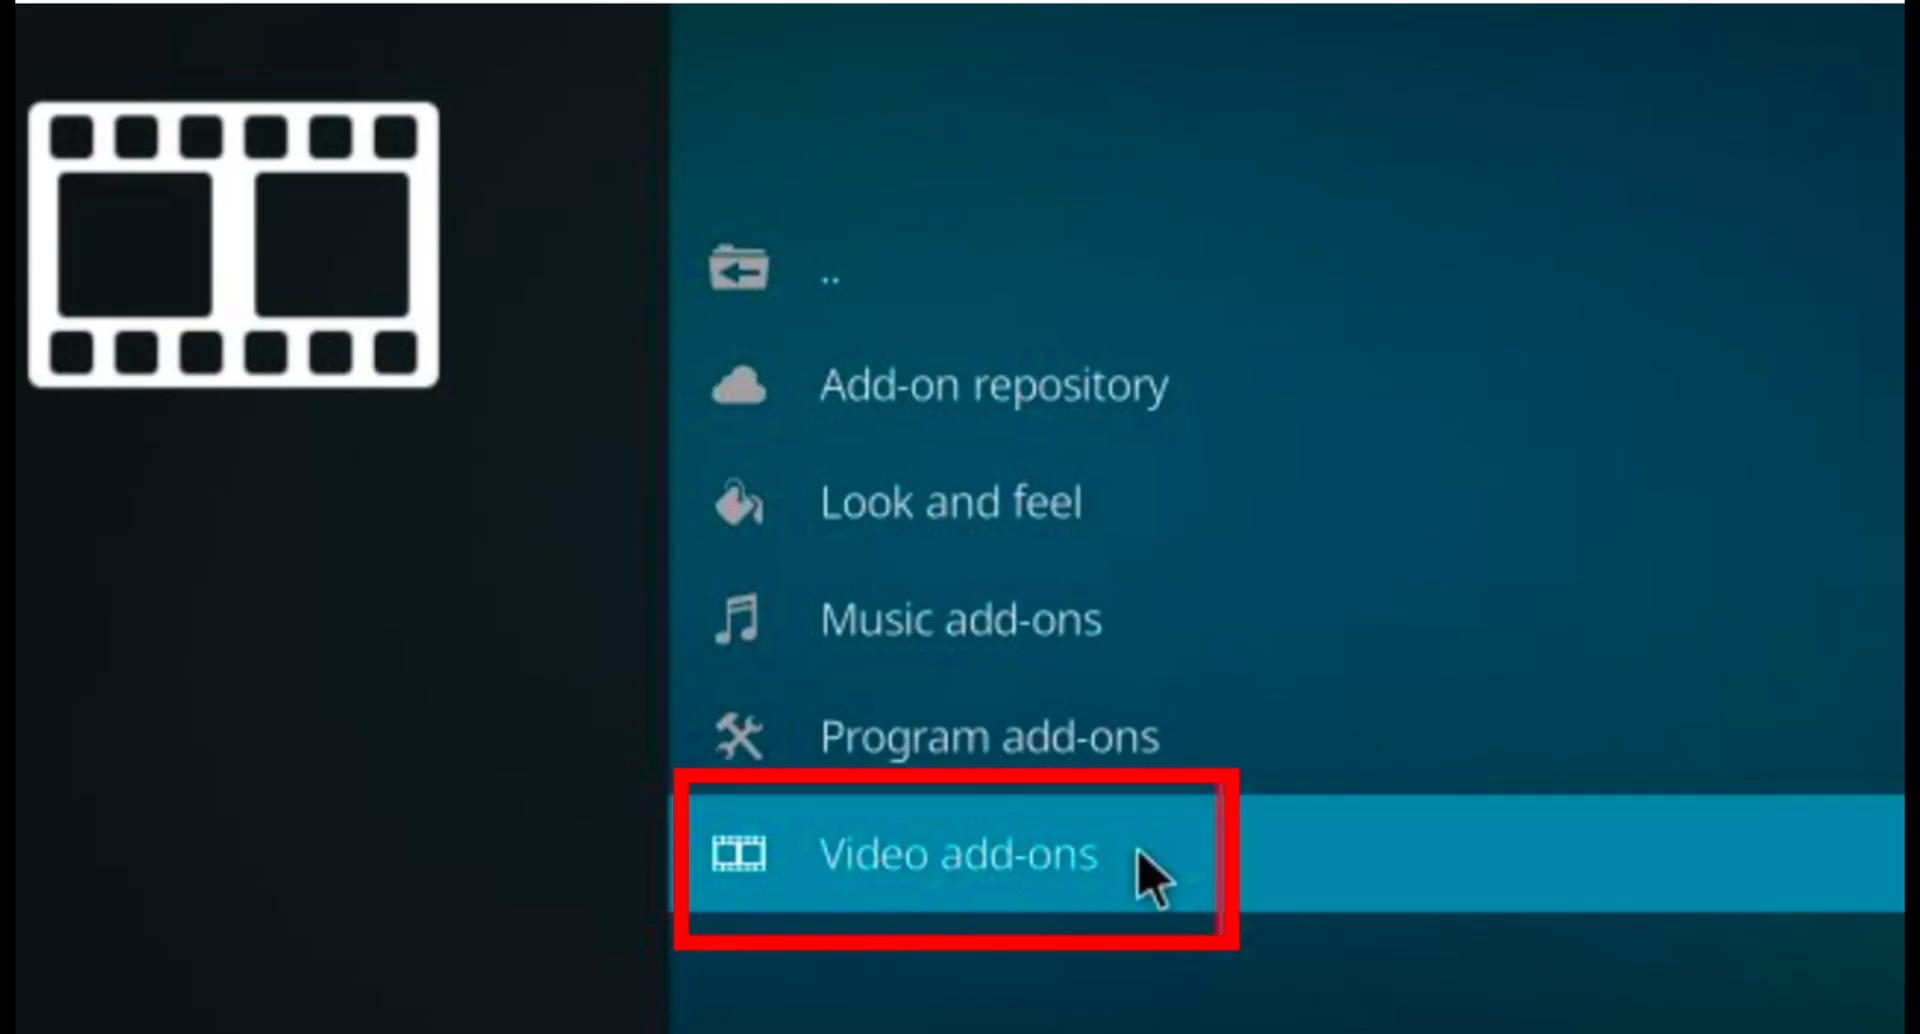 ..
Add-on repository
Look and feel
Music add-ons
Program add-ons
Video add-ons